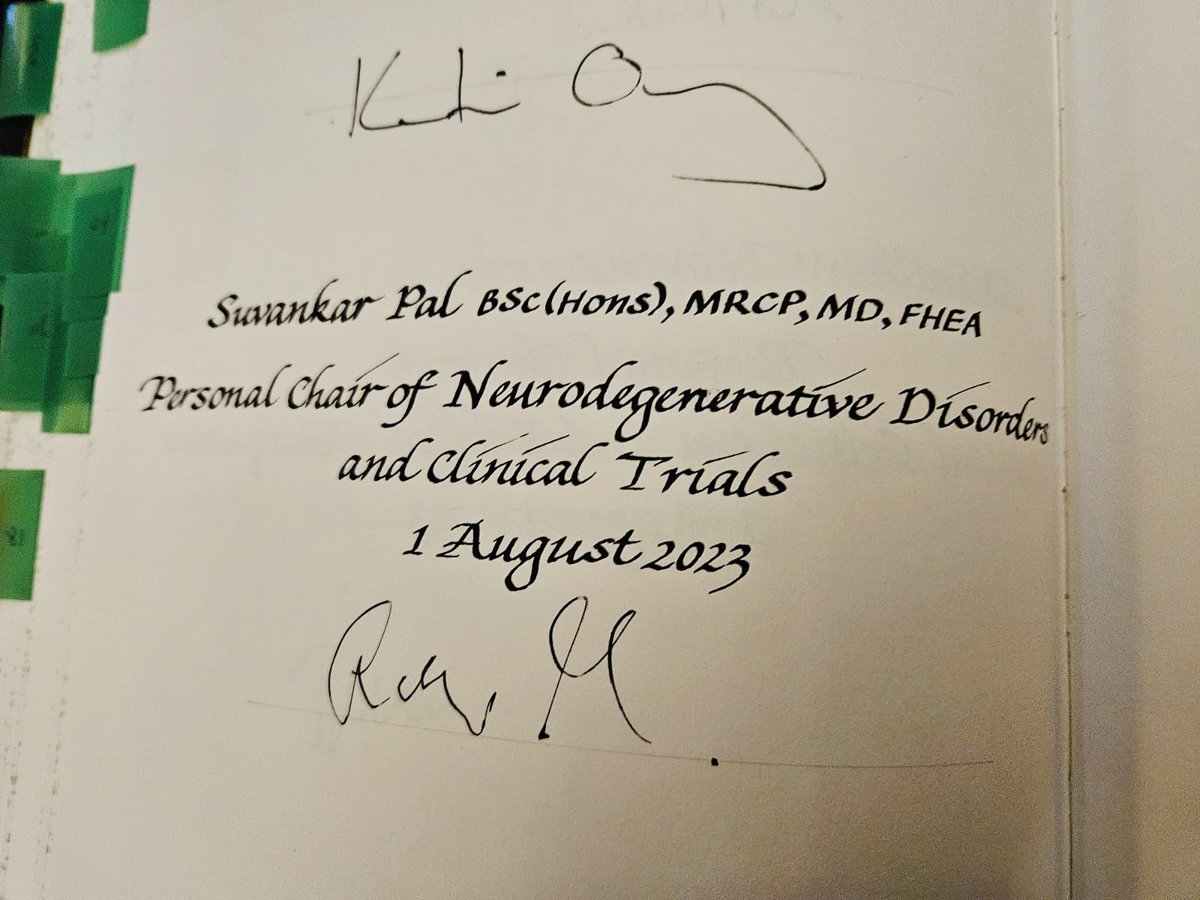 Suvankar Pal BSc(Hons), MRCP, MD, FHEA
Personal Chair of Neurodegenerative Disorders
and Clinical Trials
1 August 2023